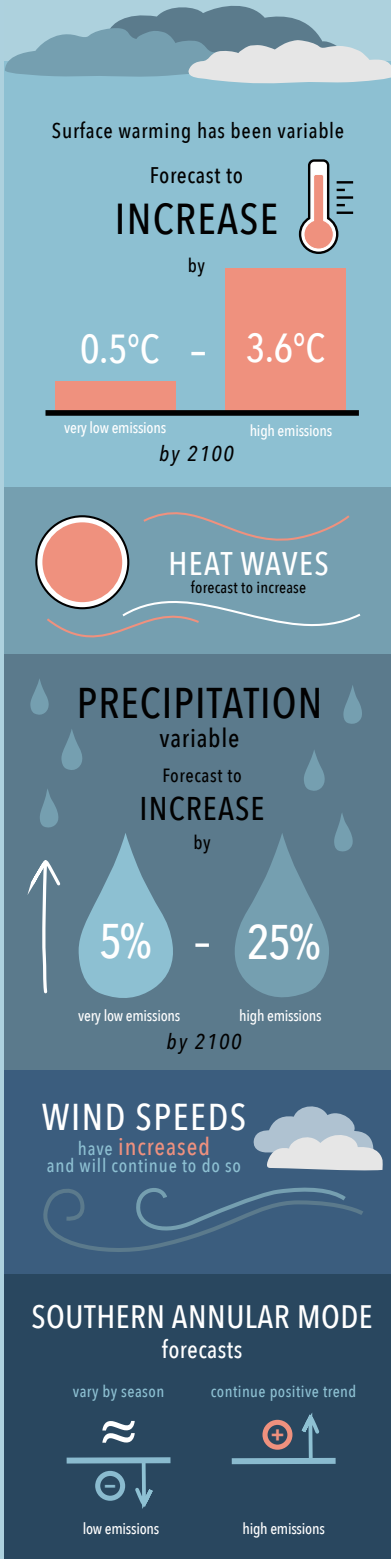 Surface warming has been variable
Forecast to
INCREASE
by
0.5°C – 3.6°C
very low emissions high emissions
by 2100
HEAT WAVES
forecast to increase
PRECIPITATION
variable
Forecast to
INCREASE
by
5% – 25%
very low emissions high emissions
by 2100
WIND SPEEDS
have increased
and will continue to do so
SOUTHERN ANNULAR MODE
forecasts
vary by season continue positive trend
≈ +
–
low emissions high emissions